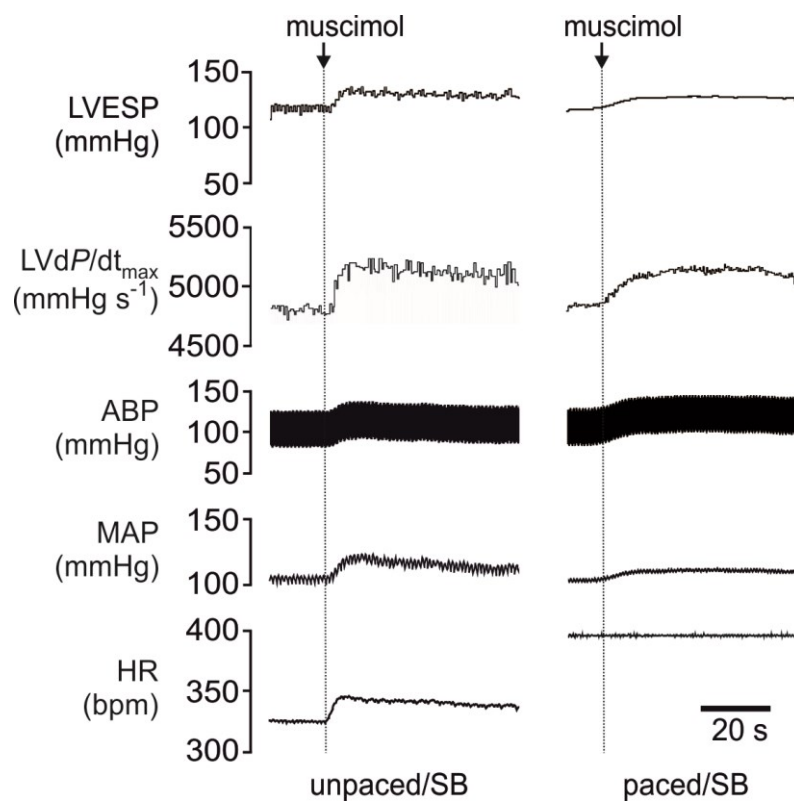 muscimol
muscimol
150
LVESP
100
(mmHg)
50
5500
LVdP/dtmax
5000
(mmHg s-1)
4500
150
ABP
100
(mmHg)
50
150
MAP
(mmHg)
100
400
HR
350
(bpm)
300
20 s
unpaced/SB
paced/SB